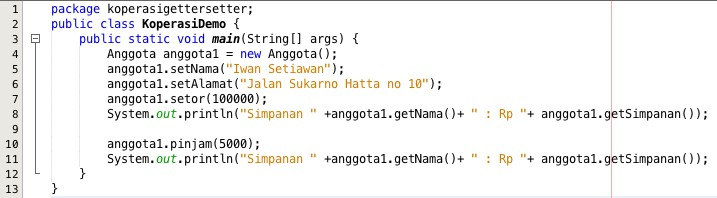 1 package koperasigettersetter;
2 public class KoperasiDemo {
3 public static void main(String[] args) {
4 Anggota anggota1 = new Anggota();
5 anggota1.setNama("Iwan Setiawan");
6 anggota1.setAlamat("Jalan Sukarno Hatta no 10");
7 anggota1.setor(100000);
8 System.out.println("Simpanan " +anggota1.getNama()+ " : Rp "+ anggota1.getSimpanan());
9
10 anggota1.pinjam(5000);
11 System.out.println("Simpanan " +anggota1.getNama()+ " : Rp "+ anggota1.getSimpanan());
12 }
13 }